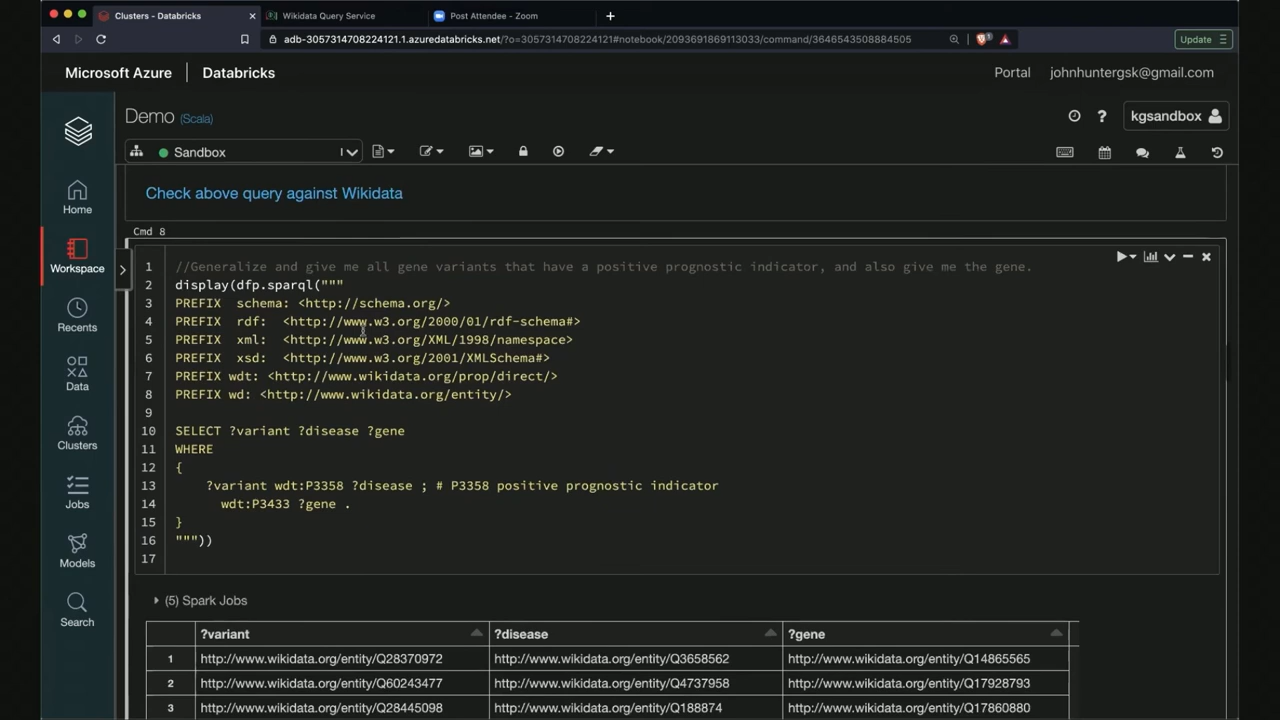 Clusters - Databricks
Wikidata Query Service
Post Attendee - Zoom
adb-3057314708224121.1.azuredatabricks.net/?o=3057314708224121#notebook/2093691869113033/command/3646543508884505
1
Update
Microsoft Azure
Databricks
Portal
johnhuntergsk@gmail.com
Demo (Scala)
kgsandbox
Sandbox
Home
Workspace
Recents
Data
Clusters
Jobs
Models
Search
Check above query against Wikidata
Cmd 8
1 //Generalize and give me all gene variants that have a positive prognostic indicator, and also give me the gene.
2 display(dfp.sparql("""
3 PREFIX  schema: <http://schema.org/>
4 PREFIX  rdf:  <http://www.w3.org/2000/01/rdf-schema#>
5 PREFIX  xml:  <http://www.w3.org/XML/1998/namespace>
6 PREFIX  xsd:  <http://www.w3.org/2001/XMLSchema#>
7 PREFIX wdt: <http://www.wikidata.org/prop/direct/>
8 PREFIX wd: <http://www.wikidata.org/entity/>
9
10 SELECT ?variant ?disease ?gene
11 WHERE
12 {
13     ?variant wdt:P3358 ?disease ; # P3358 positive prognostic indicator
14       wdt:P3433 ?gene .
15 }
16 """))
17
(5) Spark Jobs
?variant ?disease ?gene
1 http://www.wikidata.org/entity/Q28370972 http://www.wikidata.org/entity/Q3658562 http://www.wikidata.org/entity/Q14865565
2 http://www.wikidata.org/entity/Q60243477 http://www.wikidata.org/entity/Q4737958 http://www.wikidata.org/entity/Q17928793
3 http://www.wikidata.org/entity/Q28445098 http://www.wikidata.org/entity/Q188874 http://www.wikidata.org/entity/Q17860880